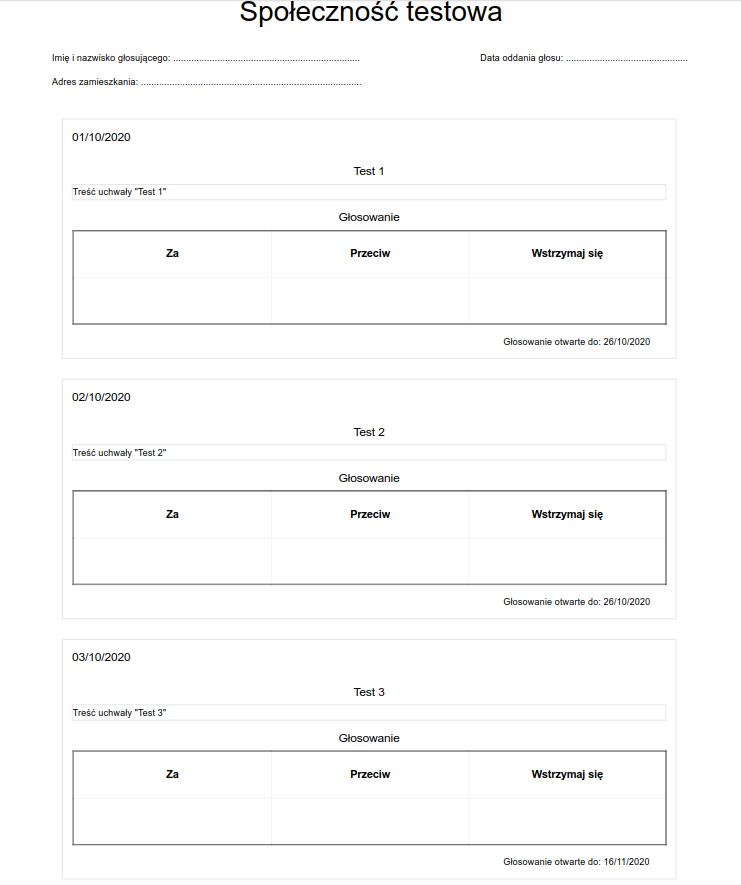 Społeczność testowa
Imię i nazwisko głosującego: ........................................................................... Data oddania głosu: .................................................
Adres zamieszkania: .........................................................................................
01/10/2020
Test 1
Treść uchwały "Test 1"
Głosowanie
Za Przeciw Wstrzymaj się
Głosowanie otwarte do: 26/10/2020
02/10/2020
Test 2
Treść uchwały "Test 2"
Głosowanie
Za Przeciw Wstrzymaj się
Głosowanie otwarte do: 26/10/2020
03/10/2020
Test 3
Treść uchwały "Test 3"
Głosowanie
Za Przeciw Wstrzymaj się
Głosowanie otwarte do: 16/11/2020